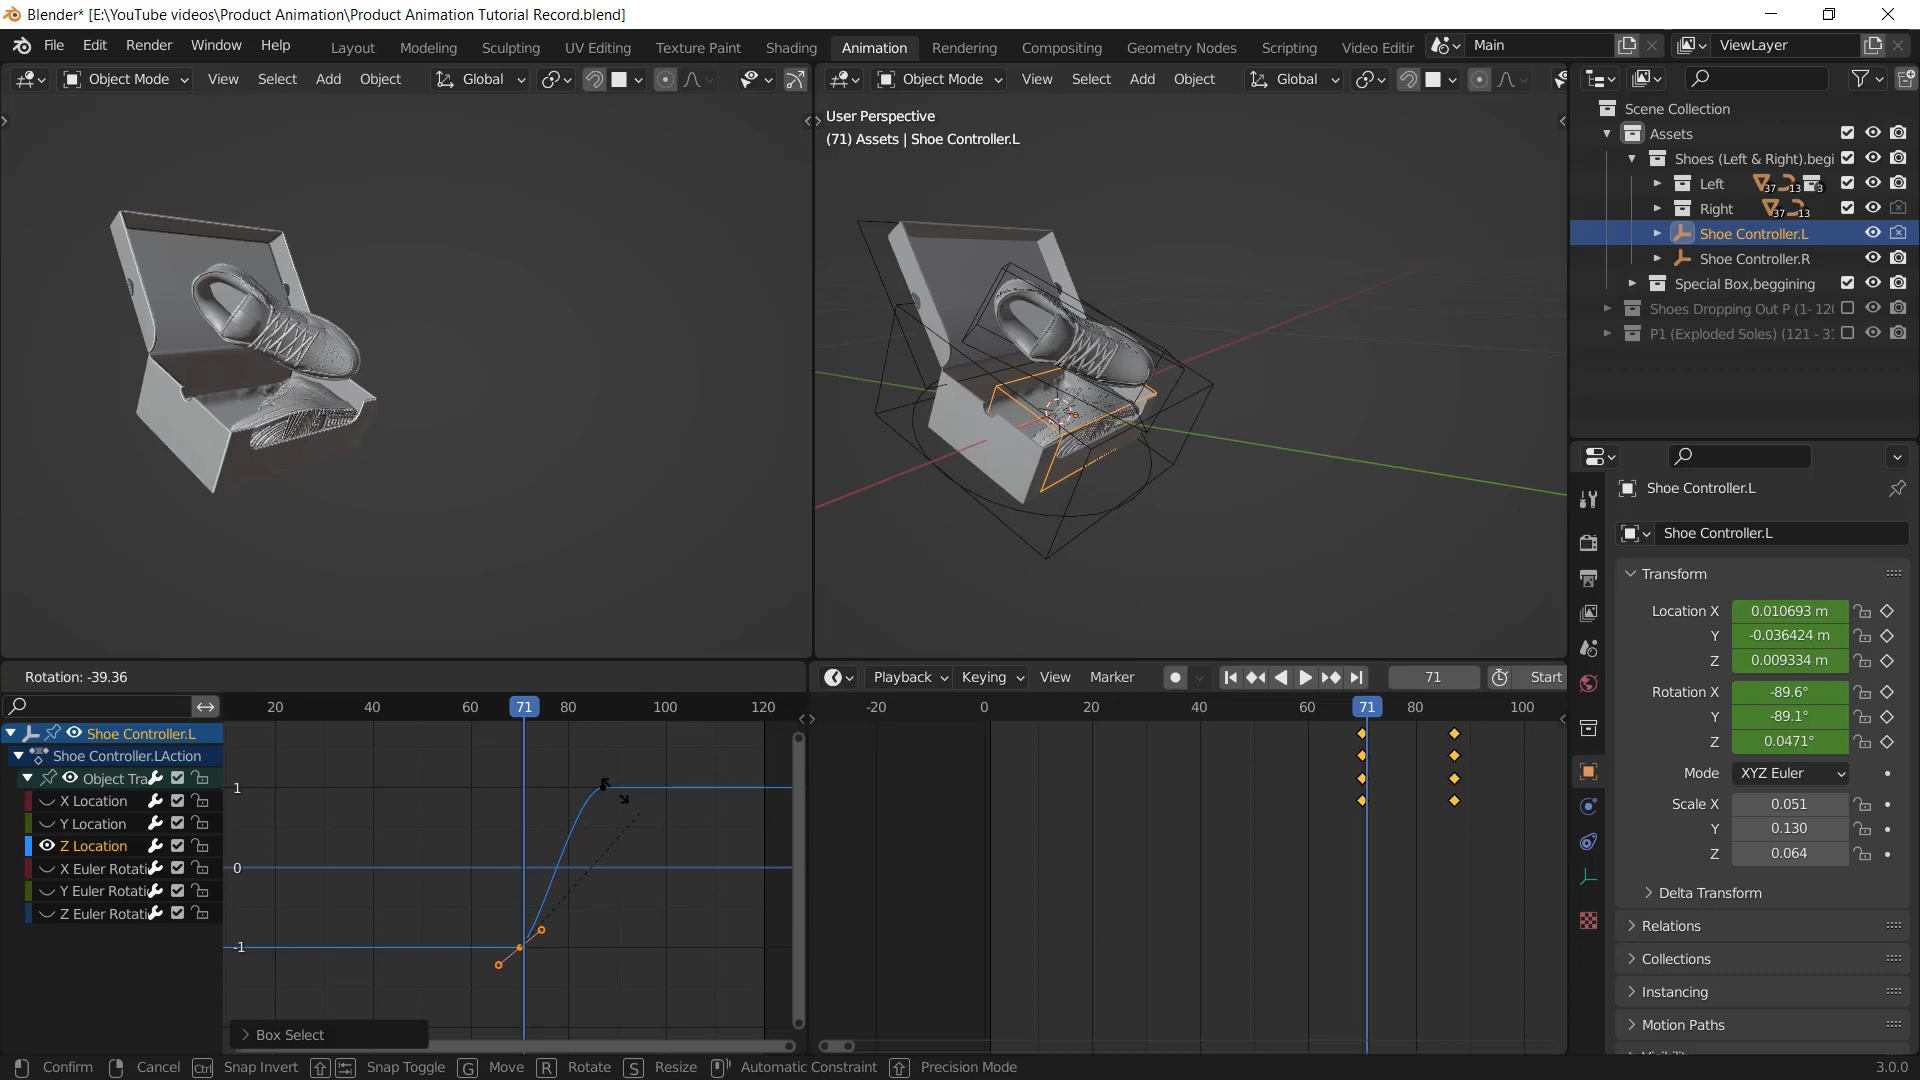 Blender* [E:\YouTube videos\Product Animation\Product Animation Tutorial Record.blend]
File Edit Render Window Help
Layout Modeling Sculpting UV Editing Texture Paint Shading Animation Rendering Compositing Geometry Nodes Scripting Video Editir
Main
ViewLayer
Object Mode View Select Add Object Global
Object Mode View Select Add Object Global
User Perspective
(71) Assets | Shoe Controller.L
Scene Collection
Assets
Shoes (Left & Right).begi
Left 37 13 3
Right 37 13
Shoe Controller.L
Shoe Controller.R
Special Box,beggining
Shoes Dropping Out P (1- 120
P1 (Exploded Soles) (121 - 31
Shoe Controller.L
Shoe Controller.L
Transform
Location X 0.010693 m
Y -0.036424 m
Z 0.009334 m
Rotation X -89.6°
Y -89.1°
Z 0.0471°
Mode XYZ Euler
Scale X 0.051
Y 0.130
Z 0.064
Delta Transform
Relations
Collections
Instancing
Motion Paths
Rotation: -39.36
20 40 60 71 80 100 120
Shoe Controller.L
Shoe Controller.LAction
Object Tra
X Location
Y Location
Z Location
X Euler Rotati
Y Euler Rotati
Z Euler Rotati
1
0
-1
Box Select
Playback Keying View Marker 71 Start
-20 0 20 40 60 71 80 100
Confirm Cancel Ctrl Snap Invert Snap Toggle G Move R Rotate S Resize Automatic Constraint Precision Mode 3.0.0